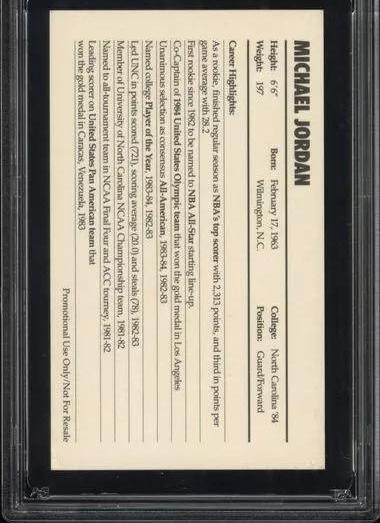 MICHAEL JORDAN
Height: 6'6" Born: February 17, 1963 College: North Carolina '84
Weight: 197 Wilmington, N.C. Position: Guard/Forward
Career Highlights:
As a rookie, finished regular season as NBA's top scorer with 2,313 points, and third in points per
game average with 28.2
First rookie since 1982 to be named to NBA All-Star starting line-up.
Co-Captain of 1984 United States Olympic team that won the gold medal in Los Angeles
Unanimous selection as consensus All-American, 1983-84, 1982-83
Named college Player of the Year, 1983-84, 1982-83
Led UNC in points scored (721), scoring average (20.0) and steals (78), 1982-83
Member of University of North Carolina NCAA Championship team, 1981-82
Named to all-tournament team in NCAA Final Four and ACC tourney, 1981-82
Leading scorer on United States Pan American team that
won the gold medal in Caracas, Venezuela, 1983
Promotional Use Only/Not For Resale